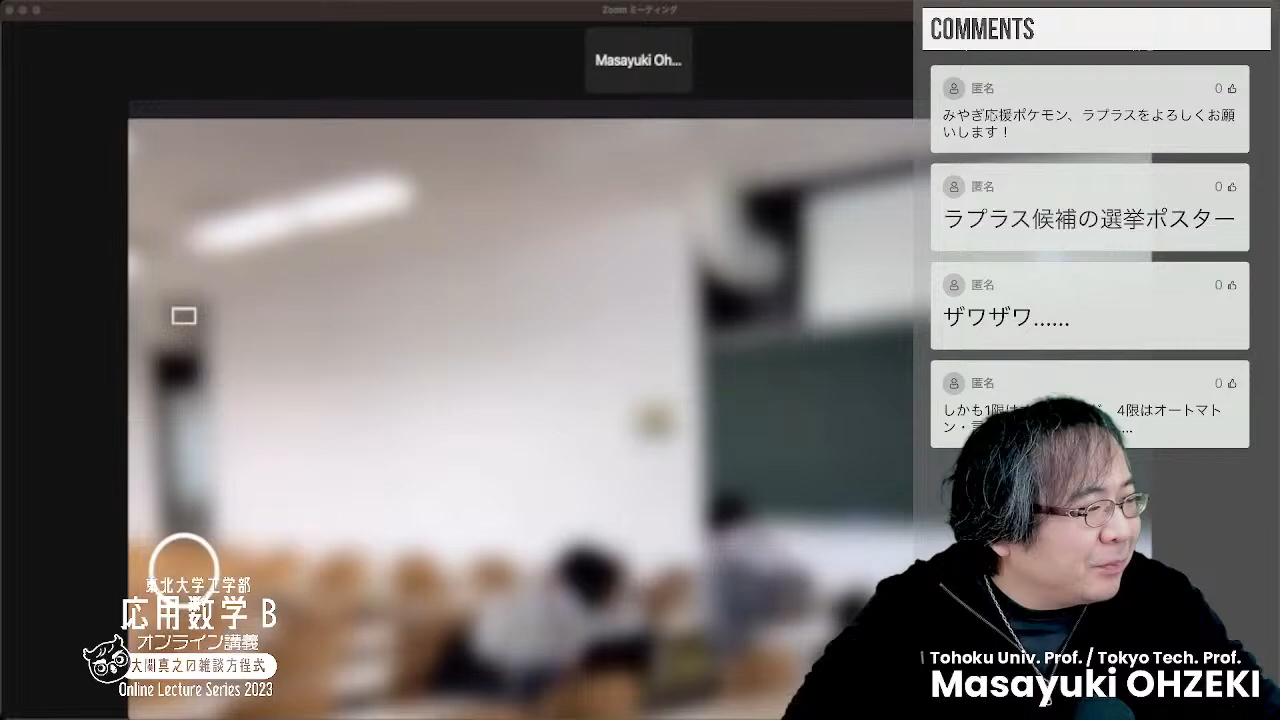 Zoom ミーティング
Masayuki Oh...
COMMENTS
匿名
0
みやぎ応援ポケモン、ラプラスをよろしくお願
いします！
匿名
0
ラプラス候補の選挙ポスター
匿名
0
ザワザワ......
匿名
0
しかも1限は 4限はオートマト
ン・
東北大学工学部
応用数学 B
オンライン講義
大関真之の雑談方程式
Online Lecture Series 2023
Tohoku Univ. Prof. / Tokyo Tech. Prof.
Masayuki OHZEKI